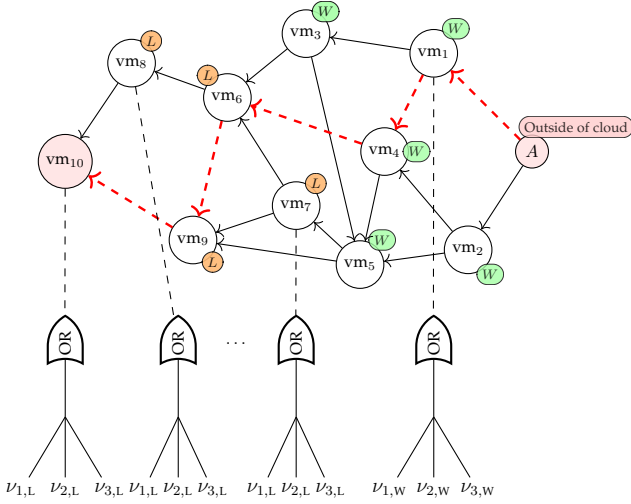 W
vm₃
W
vm₁
L
vm₈
L
vm₆
Outside of cloud
A
vm₄
W
vm₁₀
L
vm₇
vm₉
L
W
vm₅
vm₂
W
OR
OR
...
OR
OR
ν₁,L ν₂,L ν₃,L ν₁,L ν₂,L ν₃,L ν₁,L ν₂,L ν₃,L ν₁,W ν₂,W ν₃,W